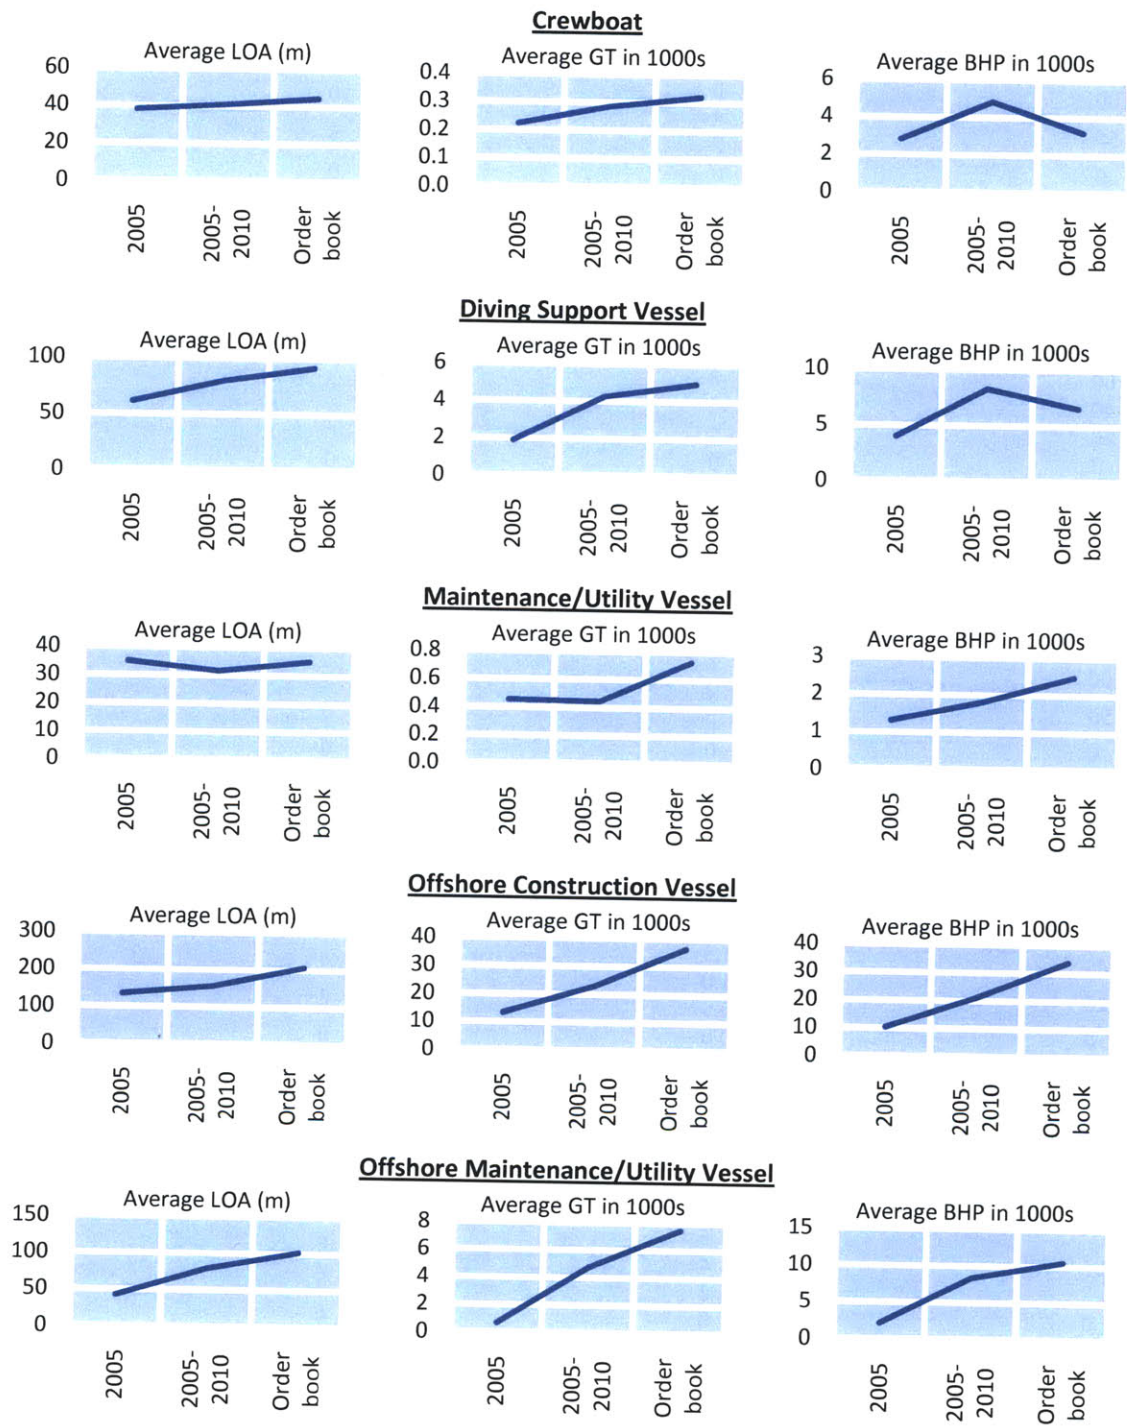 Crewboat
Average LOA (m)
60
40
20
0
2005
2005-
2010
Order
book
Average GT in 1000s
0.4
0.3
0.2
0.1
0.0
2005
2005-
2010
Order
book
Average BHP in 1000s
6
4
2
0
2005
2005-
2010
Order
book
Diving Support Vessel
Average LOA (m)
100
50
0
2005
2005-
2010
Order
book
Average GT in 1000s
6
4
2
0
2005
2005-
2010
Order
book
Average BHP in 1000s
10
5
0
2005
2005-
2010
Order
book
Maintenance/Utility Vessel
Average LOA (m)
40
30
20
10
0
2005
2005-
2010
Order
book
Average GT in 1000s
0.8
0.6
0.4
0.2
0.0
2005
2005-
2010
Order
book
Average BHP in 1000s
3
2
1
0
2005
2005-
2010
Order
book
Offshore Construction Vessel
Average LOA (m)
300
200
100
0
2005
2005-
2010
Order
book
Average GT in 1000s
40
30
20
10
0
2005
2005-
2010
Order
book
Average BHP in 1000s
40
30
20
10
0
2005
2005-
2010
Order
book
Offshore Maintenance/Utility Vessel
Average LOA (m)
150
100
50
0
2005
2005-
2010
Order
book
Average GT in 1000s
8
6
4
2
0
2005
2005-
2010
Order
book
Average BHP in 1000s
15
10
5
0
2005
2005-
2010
Order
book